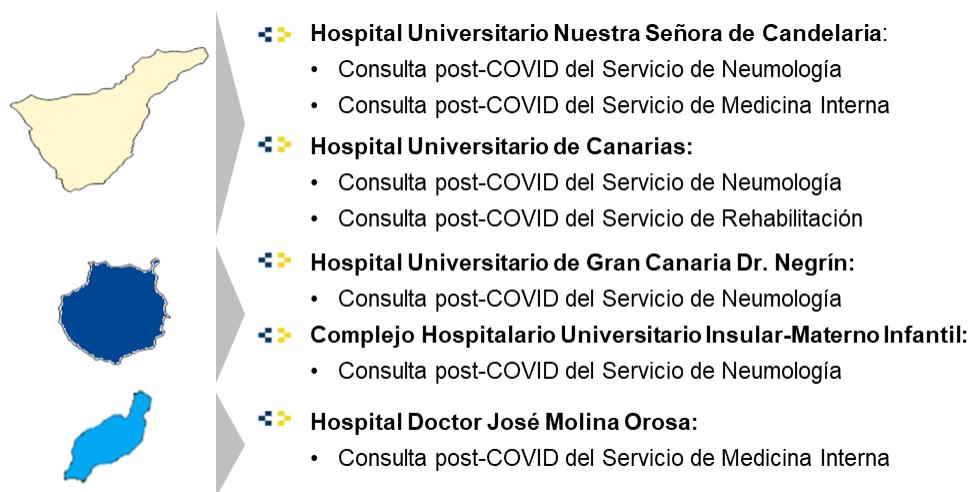 Hospital Universitario Nuestra Señora de Candelaria:
• Consulta post-COVID del Servicio de Neumología
• Consulta post-COVID del Servicio de Medicina Interna
Hospital Universitario de Canarias:
• Consulta post-COVID del Servicio de Neumología
• Consulta post-COVID del Servicio de Rehabilitación
Hospital Universitario de Gran Canaria Dr. Negrín:
• Consulta post-COVID del Servicio de Neumología
Complejo Hospitalario Universitario Insular-Materno Infantil:
• Consulta post-COVID del Servicio de Neumología
Hospital Doctor José Molina Orosa:
• Consulta post-COVID del Servicio de Medicina Interna